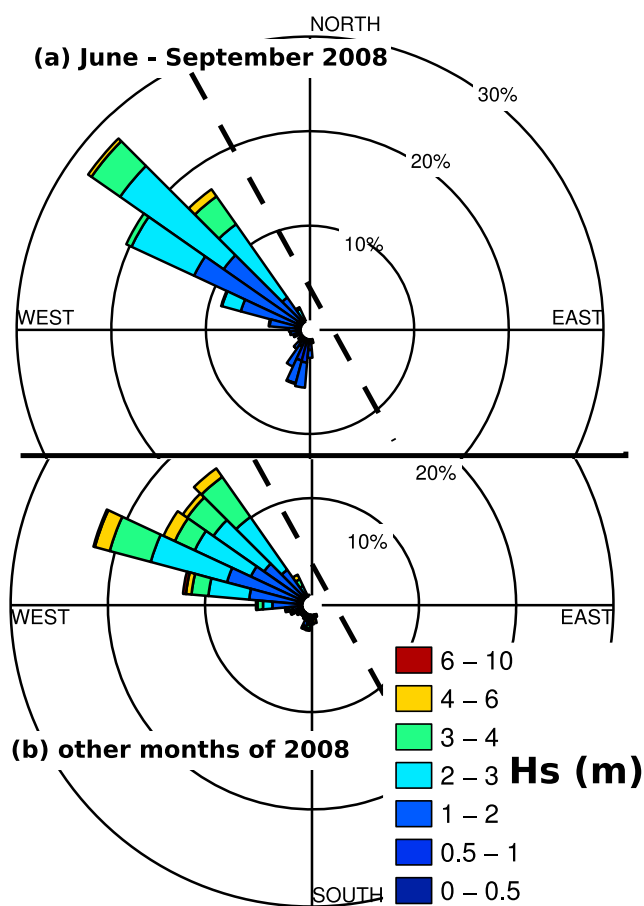 NORTH
(a) June - September 2008
30%
20%
10%
WEST
EAST
20%
10%
WEST
EAST
6 – 10
4 – 6
3 – 4
(b) other months of 2008
2 – 3
Hs (m)
1 – 2
0.5 – 1
0 – 0.5
SOUTH